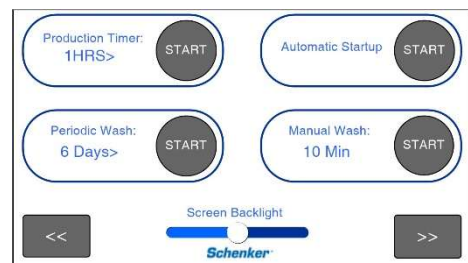 Production Timer:
1HRS>
START
Automatic Startup
START
Periodic Wash:
6 Days>
START
Manual Wash:
10 Min
START
<<
Screen Backlight
Schenker
>>